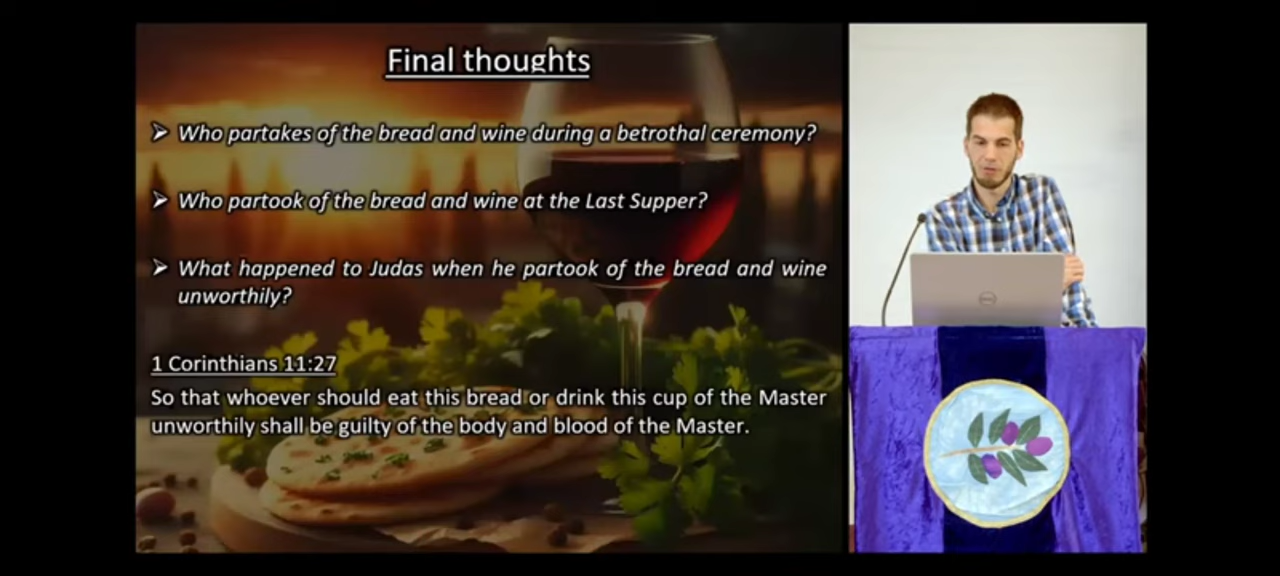 Final thoughts
➢ Who partakes of the bread and wine during a betrothal ceremony?
➢ Who partook of the bread and wine at the Last Supper?
➢ What happened to Judas when he partook of the bread and wine
unworthily?
1 Corinthians 11:27
So that whoever should eat this bread or drink this cup of the Master
unworthily shall be guilty of the body and blood of the Master.
DELL